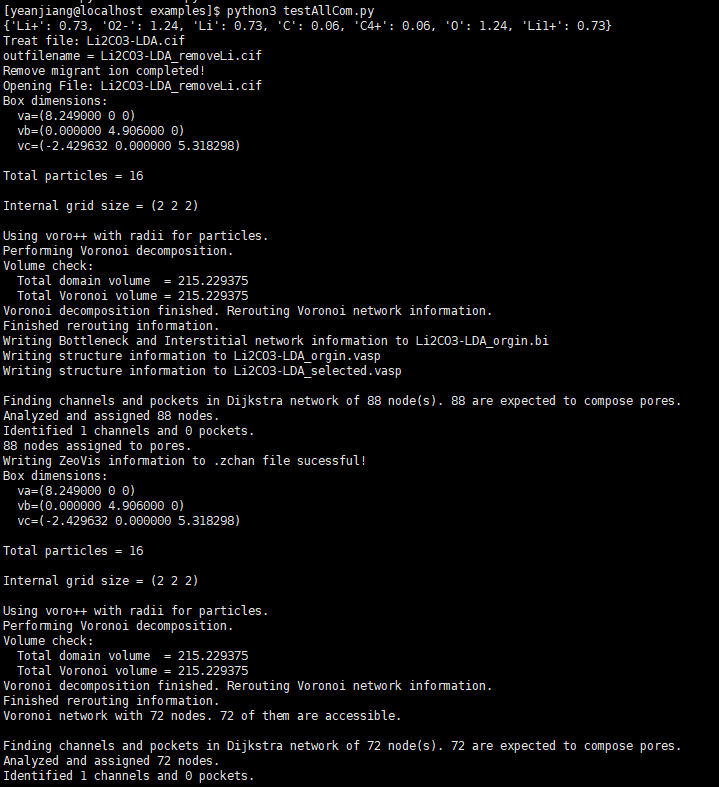 [yeanjiang@localhost examples]$ python3 testAllCom.py
{'Li+': 0.73, 'O2-': 1.24, 'Li': 0.73, 'C': 0.06, 'C4+': 0.06, 'O': 1.24, 'Li1+': 0.73}
Treat file: Li2CO3-LDA.cif
outfilename = Li2CO3-LDA_removeLi.cif
Remove migrant ion completed!
Opening File: Li2CO3-LDA_removeLi.cif
Box dimensions:
  va=(8.249000 0 0)
  vb=(0.000000 4.906000 0)
  vc=(-2.429632 0.000000 5.318298)

Total particles = 16

Internal grid size = (2 2 2)

Using voro++ with radii for particles.
Performing Voronoi decomposition.
Volume check:
  Total domain volume  = 215.229375
  Total Voronoi volume = 215.229375
Voronoi decomposition finished. Rerouting Voronoi network information.
Finished rerouting information.
Writing Bottleneck and Interstitial network information to Li2CO3-LDA_orgin.bi
Writing structure information to Li2CO3-LDA_orgin.vasp
Writing structure information to Li2CO3-LDA_selected.vasp

Finding channels and pockets in Dijkstra network of 88 node(s). 88 are expected to compose pores.
Analyzed and assigned 88 nodes.
Identified 1 channels and 0 pockets.
88 nodes assigned to pores.
Writing ZeoVis information to .zchan file sucessful!
Box dimensions:
  va=(8.249000 0 0)
  vb=(0.000000 4.906000 0)
  vc=(-2.429632 0.000000 5.318298)

Total particles = 16

Internal grid size = (2 2 2)

Using voro++ with radii for particles.
Performing Voronoi decomposition.
Volume check:
  Total domain volume  = 215.229375
  Total Voronoi volume = 215.229375
Voronoi decomposition finished. Rerouting Voronoi network information.
Finished rerouting information.
Voronoi network with 72 nodes. 72 of them are accessible.

Finding channels and pockets in Dijkstra network of 72 node(s). 72 are expected to compose pores.
Analyzed and assigned 72 nodes.
Identified 1 channels and 0 pockets.